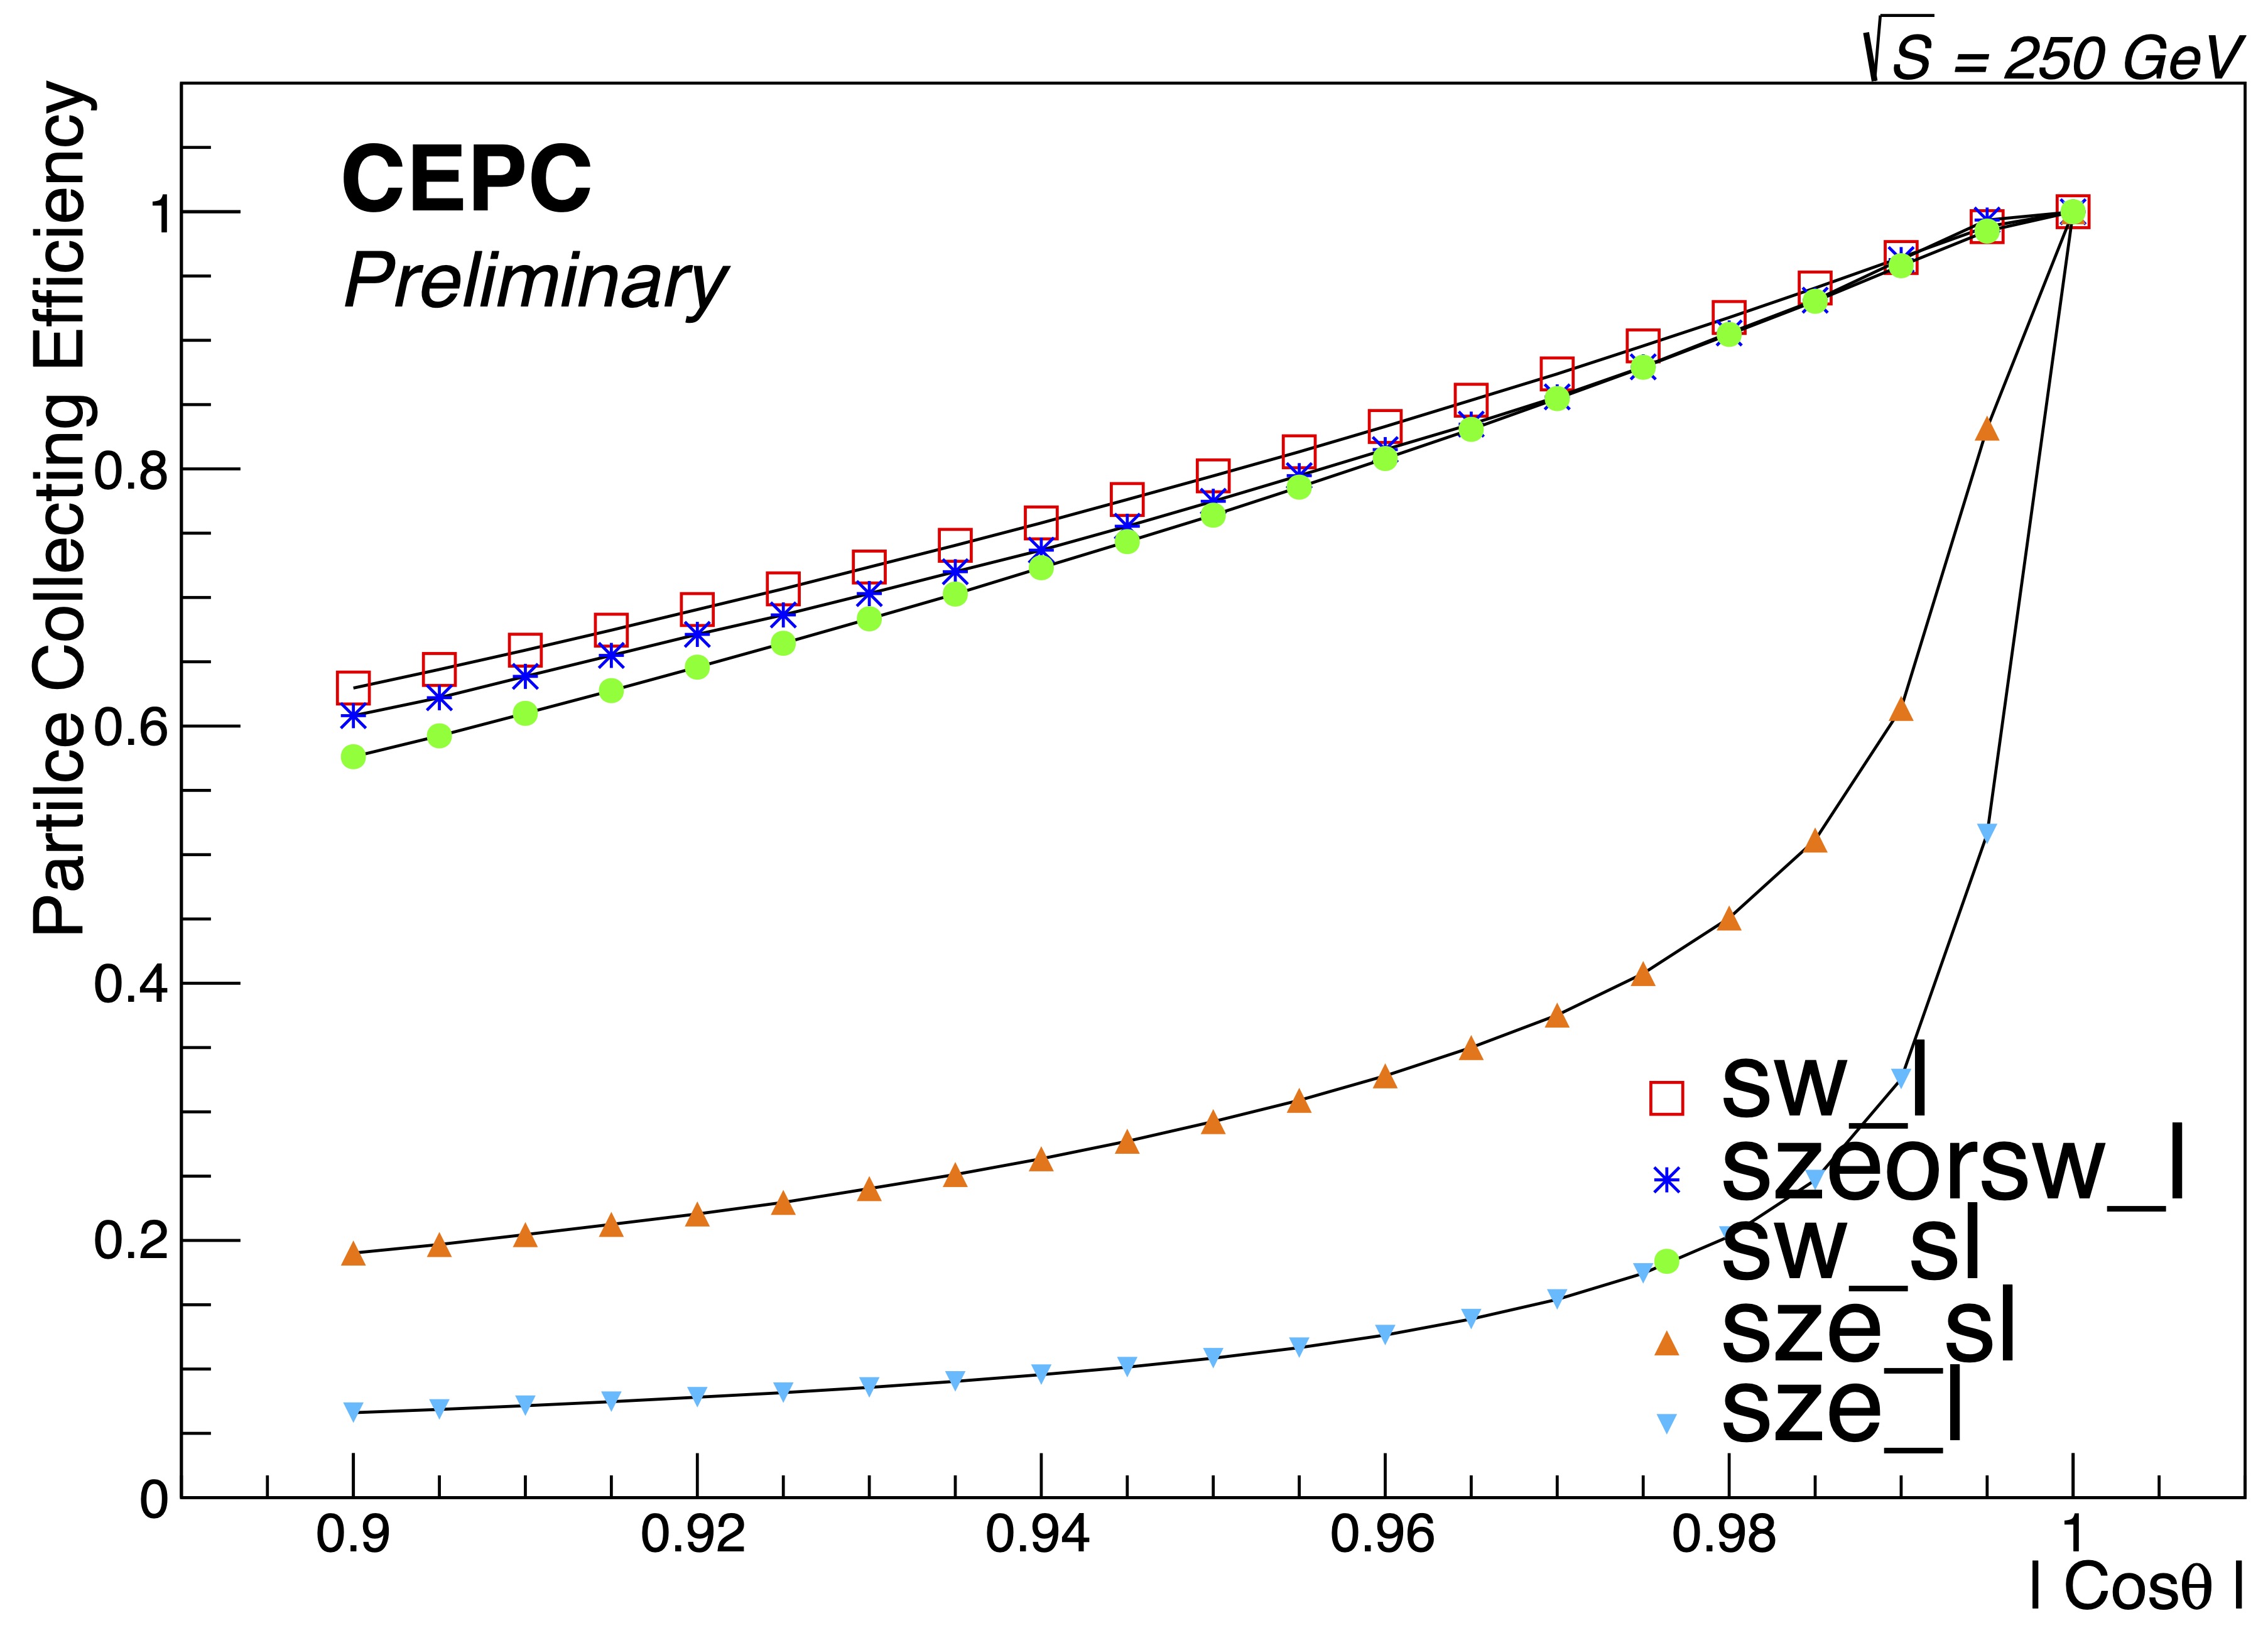 √S = 250 GeV
CEPC
Preliminary
Partilce Collecting Efficiency
1
0.8
0.6
0.4
0.2
0
sw_l
szeorsw_l
sw_sl
sze_sl
sze_l
0.9 0.92 0.94 0.96 0.98 1
| Cosθ |